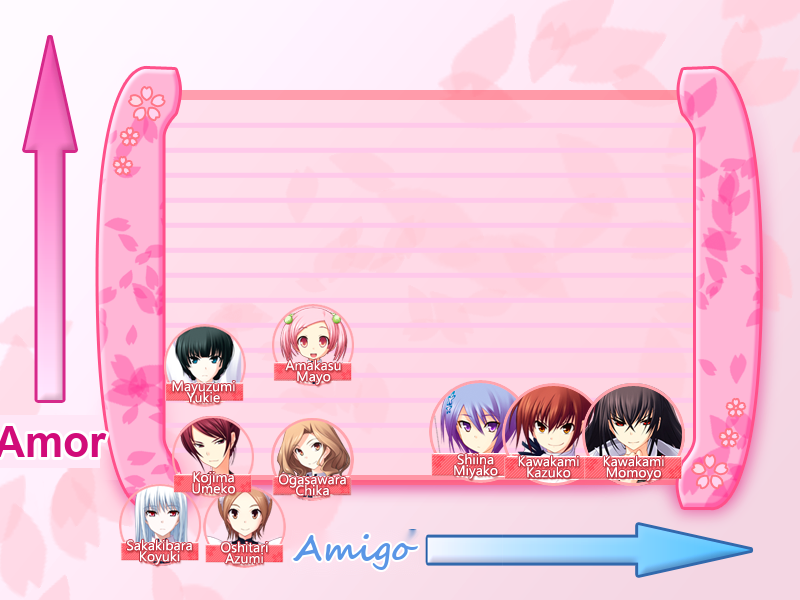 Amakasu
Mayo
Mayuzumi
Yukie
Amor
Shiina
Miyako
Kawakami
Kazuko
Kawakami
Momoyo
Kojima
Umeko
Ogasawara
Chika
Sakakibara
Koyuki
Oshitari
Azumi
Amigo